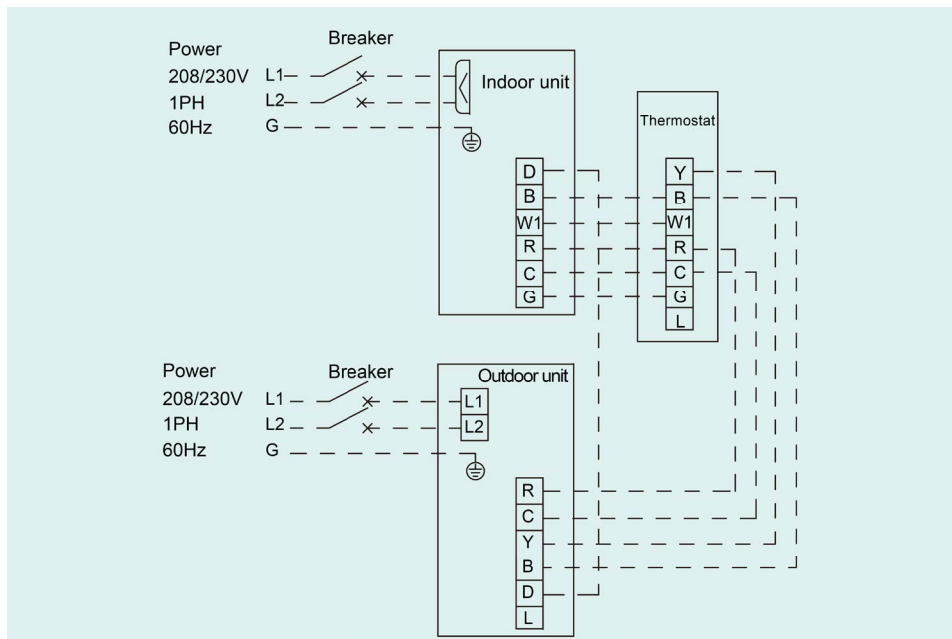 Power
Breaker
208/230V L1
1PH L2
60Hz G
Indoor unit
D
B
W1
R
C
G
Thermostat
Y
B
W1
R
C
G
L
Power
Breaker
208/230V L1
1PH L2
60Hz G
Outdoor unit
L1
L2
R
C
Y
B
D
L